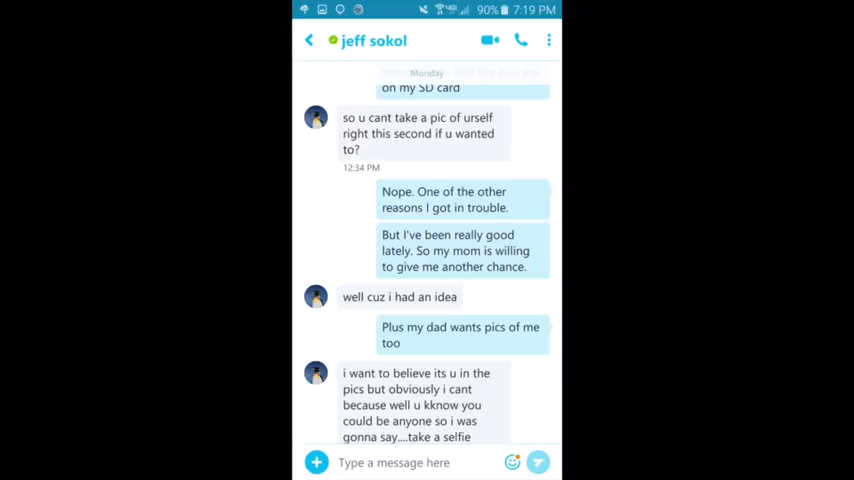 90% 7:19 PM
jeff sokol
Monday
on my SD card
so u cant take a pic of urself
right this second if u wanted
to?
12:34 PM
Nope. One of the other
reasons I got in trouble.
But I've been really good
lately. So my mom is willing
to give me another chance.
well cuz i had an idea
Plus my dad wants pics of me
too
i want to believe its u in the
pics but obviously i cant
because well u kknow you
could be anyone so i was
gonna say....take a selfie
Type a message here